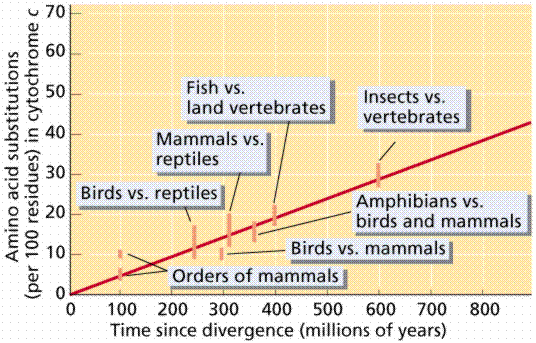 Amino acid substitutions
(per 100 residues) in cytochrome c
70
60
50
40
30
20
10
0
Fish vs.
land vertebrates
Insects vs.
vertebrates
Mammals vs.
reptiles
Birds vs. reptiles
Amphibians vs.
birds and mammals
Birds vs. mammals
Orders of mammals
0 100 200 300 400 500 600 700 800
Time since divergence (millions of years)